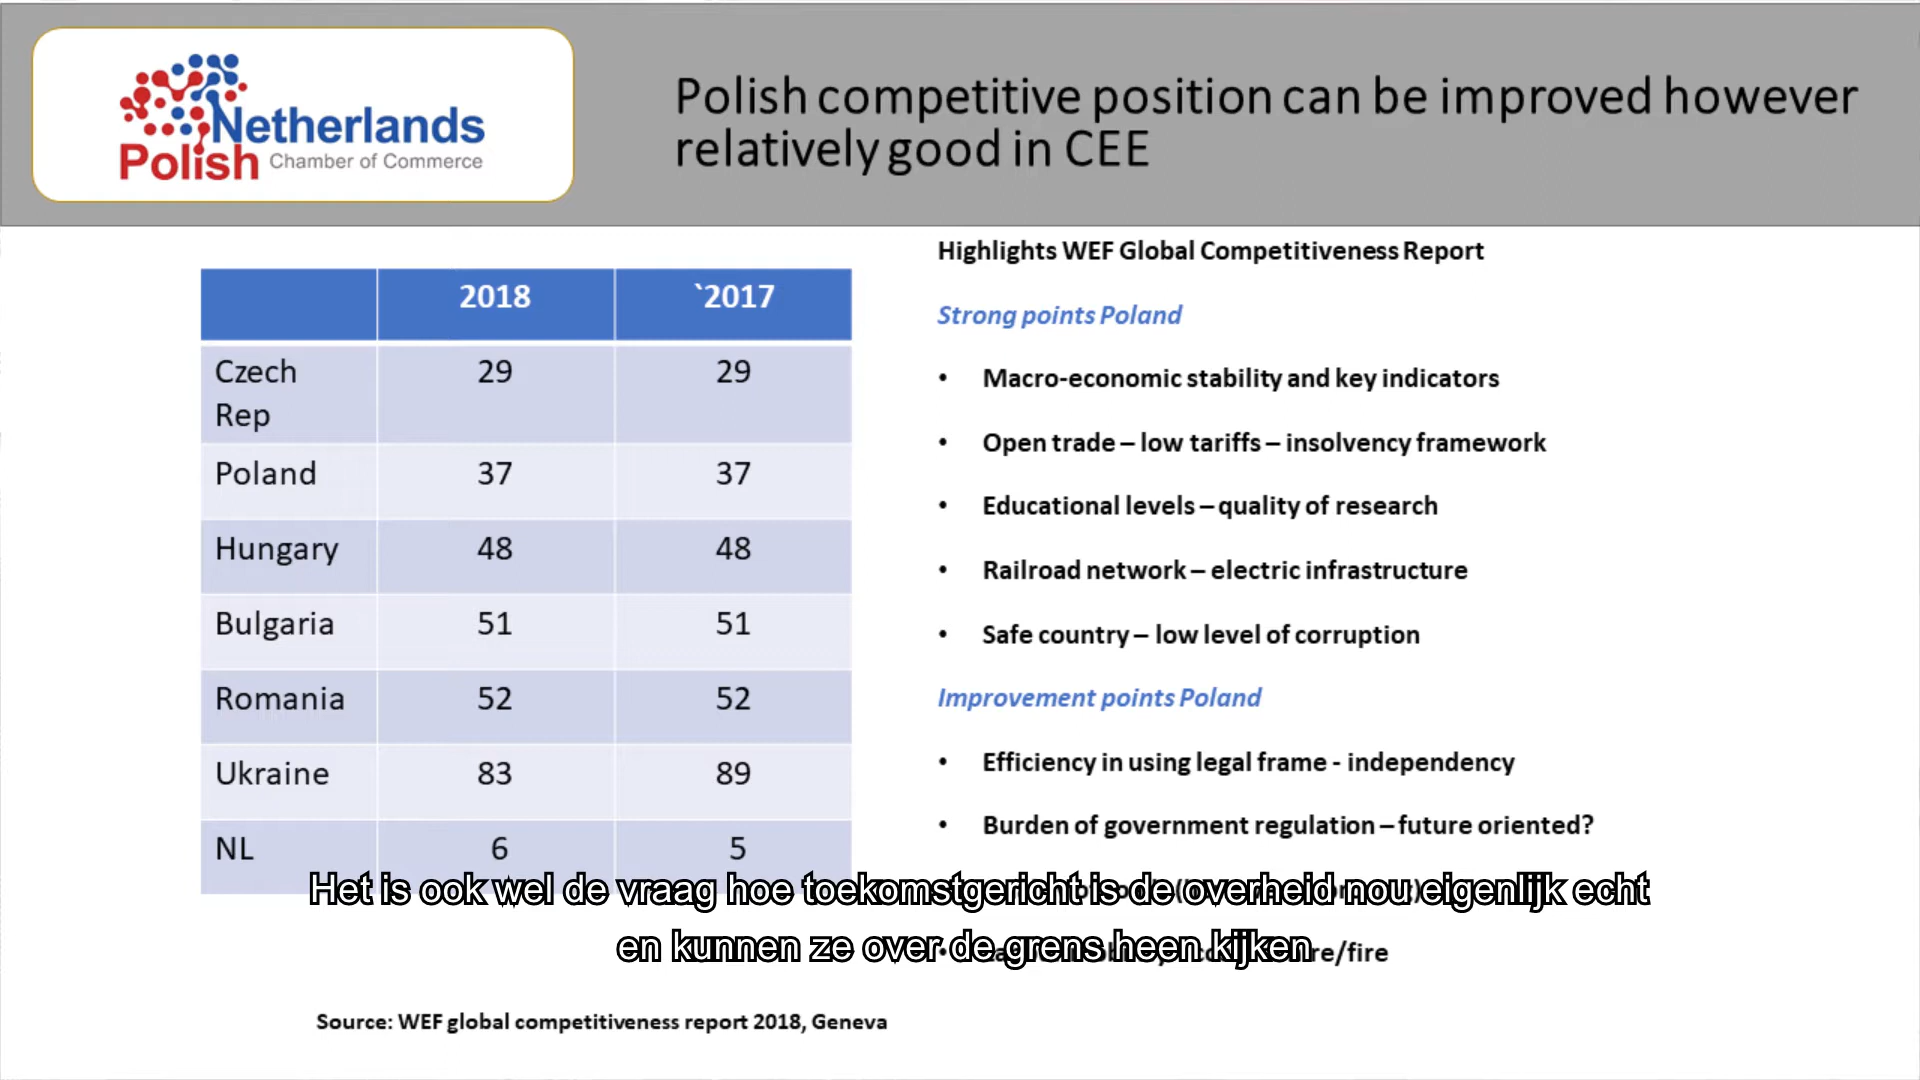 Netherlands
Polish Chamber of Commerce
Polish competitive position can be improved however
relatively good in CEE
2018 `2017
Czech
Rep 29 29
Poland 37 37
Hungary 48 48
Bulgaria 51 51
Romania 52 52
Ukraine 83 89
NL 6 5
Highlights WEF Global Competitiveness Report
Strong points Poland
• Macro-economic stability and key indicators
• Open trade – low tariffs – insolvency framework
• Educational levels – quality of research
• Railroad network – electric infrastructure
• Safe country – low level of corruption
Improvement points Poland
• Efficiency in using legal frame - independency
• Burden of government regulation – future oriented?
Het is ook wel de vraag hoe toekomstgericht is de overheid nou eigenlijk echt
en kunnen ze over de grens heen kijken
/fire
Source: WEF global competitiveness report 2018, Geneva